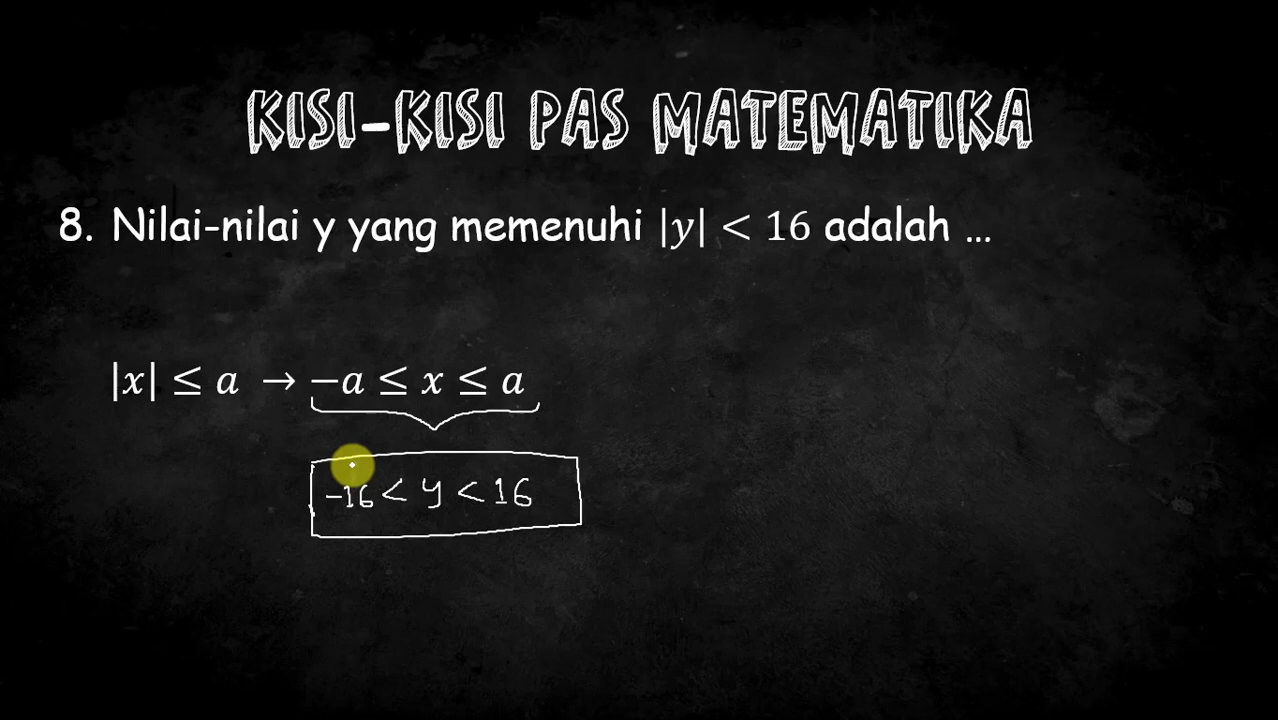 KISI-KISI PAS MATEMATIKA
8. Nilai-nilai y yang memenuhi |y| < 16 adalah ...
|x| ≤ a → −a ≤ x ≤ a
-16 < y < 16